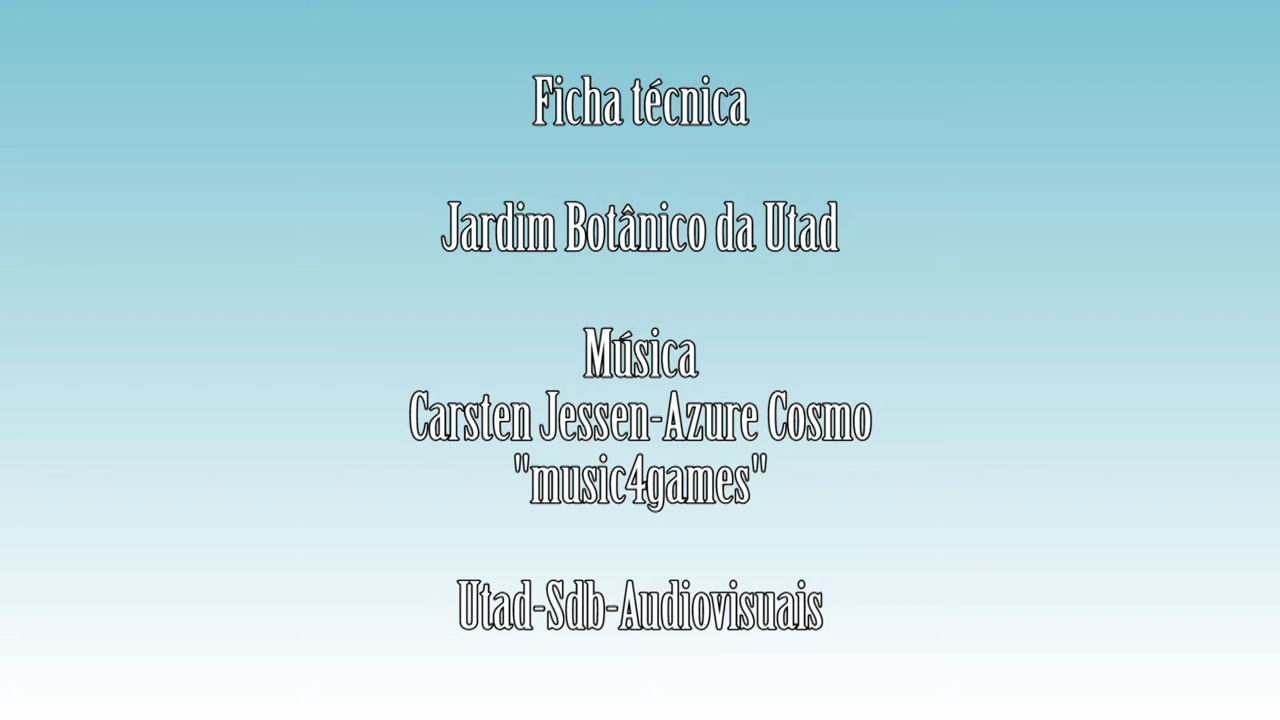 Ficha técnica
Jardim Botânico da Utad
Música
Carsten Jessen-Azure Cosmo
"music4games"
Utad-Sdb-Audiovisuais